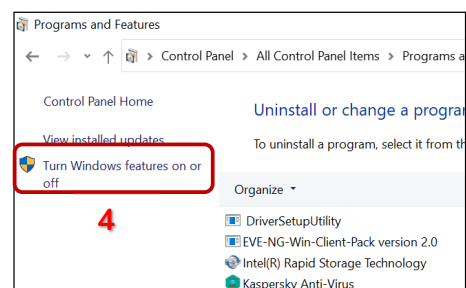 Programs and Features
Control Panel > All Control Panel Items > Programs a
Control Panel Home
Uninstall or change a progra
View installed updates
To uninstall a program, select it from th
Turn Windows features on or
off
Organize
4
DriverSetupUtility
EVE-NG-Win-Client-Pack version 2.0
Intel(R) Rapid Storage Technology
Kaspersky Anti-Virus